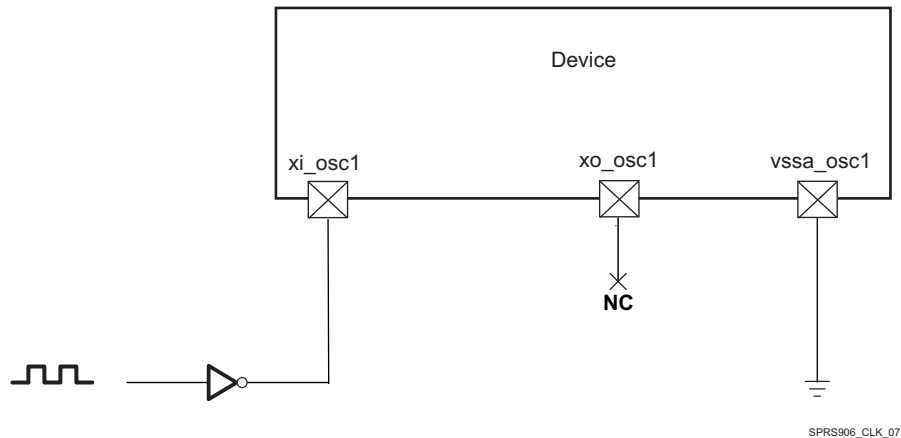 Device
xi_osc1
xo_osc1
vssa_osc1
NC
SPRS906_CLK_07